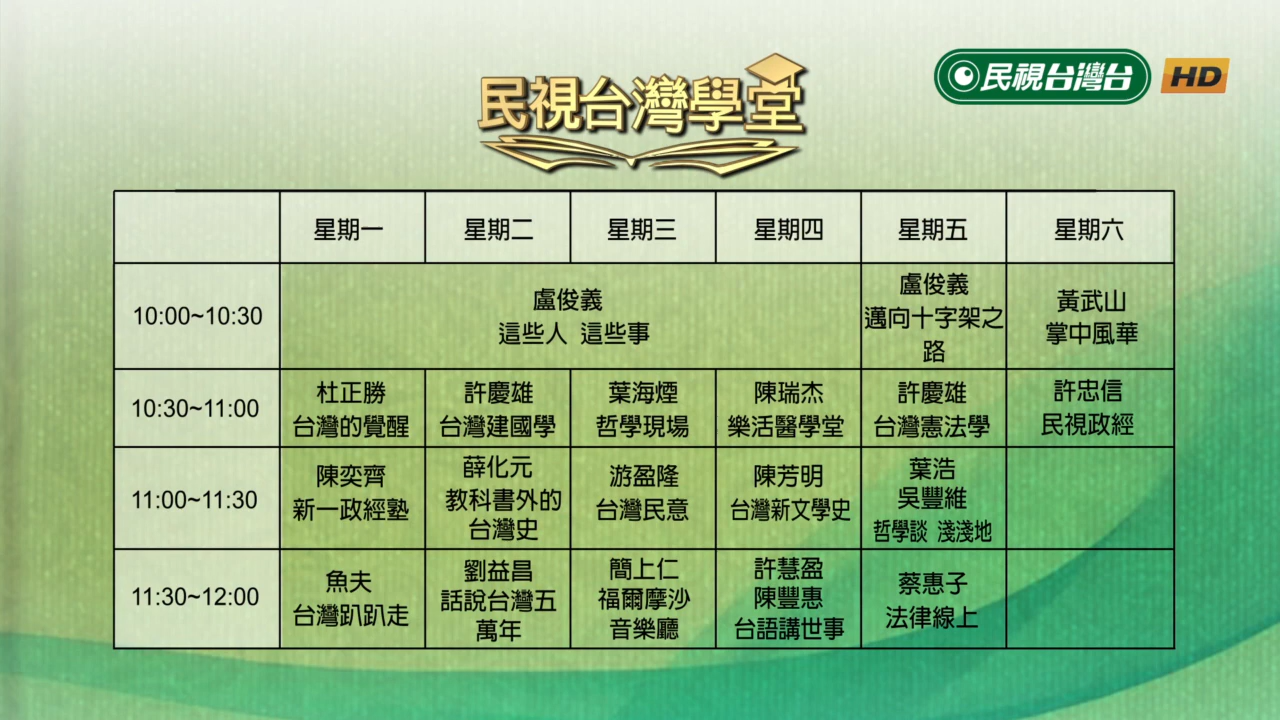 民視台灣學堂
民視台灣台 HD
星期一 星期二 星期三 星期四 星期五 星期六
10:00~10:30
盧俊義
這些人 這些事
盧俊義
邁向十字架之
路
黃武山
掌中風華
10:30~11:00
杜正勝
台灣的覺醒
許慶雄
台灣建國學
葉海煙
哲學現場
陳瑞杰
樂活醫學堂
許慶雄
台灣憲法學
許忠信
民視政經
11:00~11:30
陳奕齊
新一政經塾
薛化元
教科書外的
台灣史
游盈隆
台灣民意
陳芳明
台灣新文學史
葉浩
吳豐維
哲學談 淺淺地
11:30~12:00
魚夫
台灣趴趴走
劉益昌
話說台灣五
萬年
簡上仁
福爾摩沙
音樂廳
許慧盈
陳豐惠
台語講世事
蔡惠子
法律線上